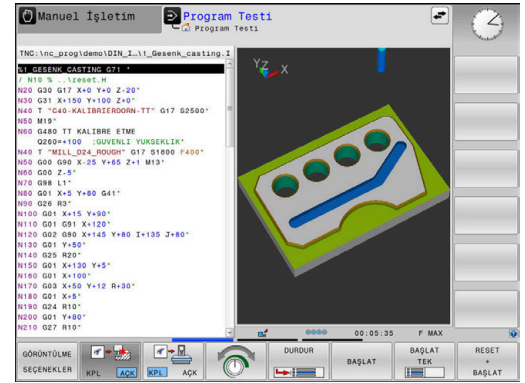 Manuel İşletim
Program Testi
Program Testi
TNC:\nc_prog\demo\DIN_I…\1_Gesenk_casting.I
%1_GESENK_CASTING G71 *
/ N10 % ..\reset.H
N20 G30 G17 X+0 Y+0 Z-20*
N30 G31 X+150 Y+100 Z+0*
N40 T "C40-KALIBRIERDORN-TT" G17 S2500*
N50 M19*
N60 G480 TT KALIBRE ETME
Q260=+100 ;GUVENLI YUKSEKLIK*
N40 T "MILL_D24_ROUGH" G17 S1800 F400*
N50 G00 G90 X-25 Y+65 Z+1 M13*
N60 G00 Z-5*
N70 G98 L1*
N80 G01 X+5 Y+80 G41*
N90 G26 R3*
N100 G01 X+15 Y+90*
N110 G01 G91 X+120*
N120 G02 G90 X+145 Y+80 I+135 J+80*
N130 G01 Y+50*
N140 G25 R20*
N150 G01 X+130 Y+5*
N160 G01 X+100*
N170 G03 X+50 Y+12 R+30*
N180 G01 X+5*
N190 G24 R10*
N200 G01 Y+80*
N210 G27 R10*
YZ X
0000 00:05:35 F MAX
GÖRÜNTÜLME
SEÇENEKLER
KPL AÇK
KPL AÇK
DURDUR
BAŞLAT
BAŞLAT
TEK
RESET
+
BAŞLAT